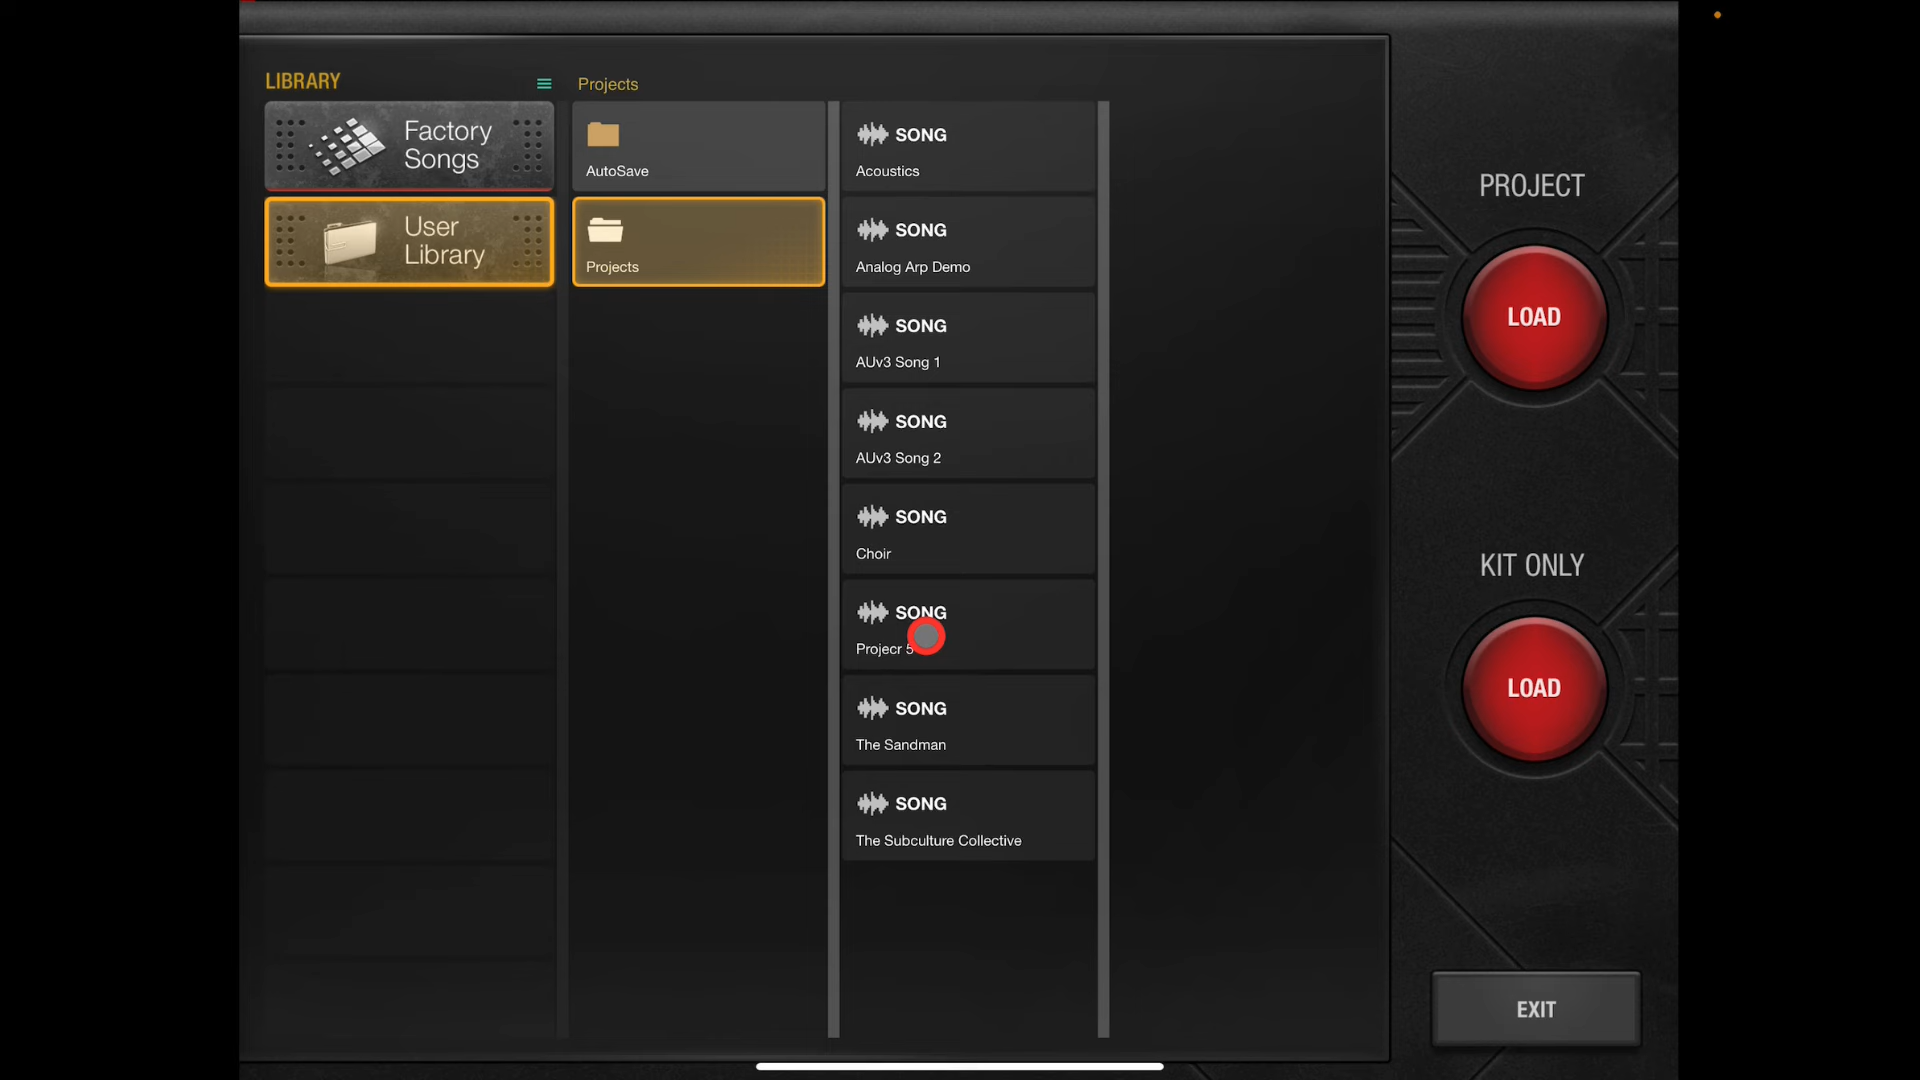 LIBRARY
Projects
Factory
Songs
User
Library
AutoSave
Projects
SONG
Acoustics
SONG
Analog Arp Demo
SONG
AUv3 Song 1
SONG
AUv3 Song 2
SONG
Choir
SONG
Projecr 5
SONG
The Sandman
SONG
The Subculture Collective
PROJECT
LOAD
KIT ONLY
LOAD
EXIT